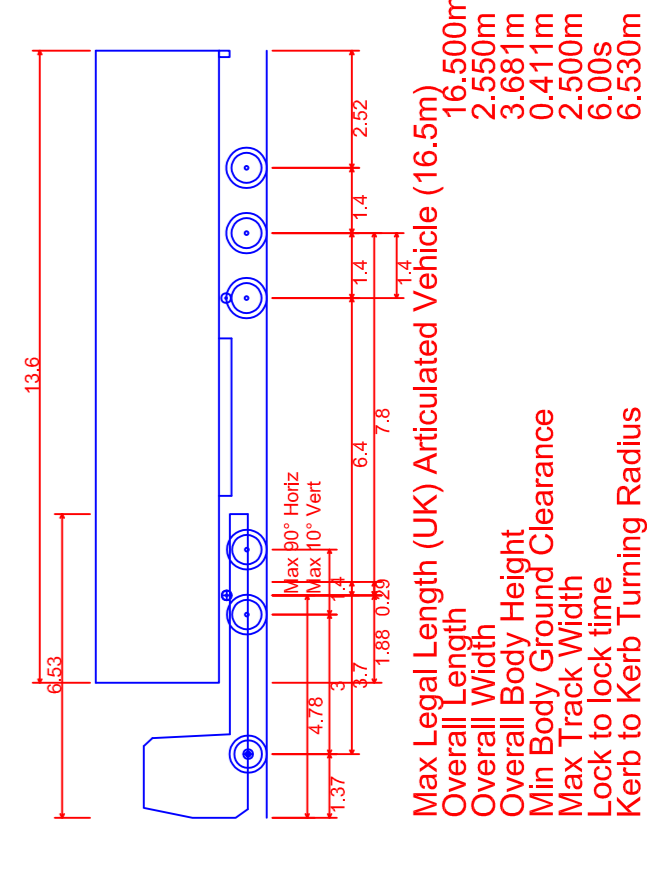 Max Legal Length (UK) Articulated Vehicle (16.5m)
Overall Length 16.500m
Overall Width 2.550m
Overall Body Height 3.681m
Min Body Ground Clearance 0.411m
Max Track Width 2.500m
Lock to lock time 6.00s
Kerb to Kerb Turning Radius 6.530m
13.6
6.53
Max 90° Horiz
Max 10° Vert
2.52
1.4
1.4
1.4
7.8
6.4
1.4
0.29
1.88
3.7
3
4.78
1.37